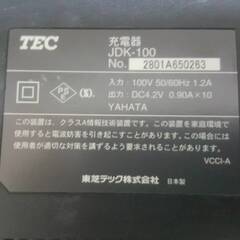 TEC
充電器
JDK-100
No. 2801A650263
入力：100V 50/60Hz 1.2A
出力：DC4.2V 0.90A×10
YAHATA
PSE
この装置は、クラスA情報技術装置です。この装置を家庭環境で
使用すると電波妨害を引き起こすことがあります。この場合には
使用者が適切な対策を講ずるよう要求されることがあります。
VCCI-A
東芝テック株式会社 日本製